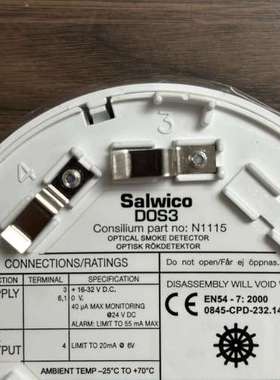 3
4
Salwico
DOS3
Consilium part no: N1115
OPTICAL SMOKE DETECTOR
OPTISK RÖKDETEKTOR
CONNECTIONS/RATINGS
TERMINAL SPECIFICATION
3 + 16-32 V D.C.
6,1 0 V.
40 µA MAX MONITORING
@24 V DC
ALARM: LIMIT TO 55 mA MAX
4 LIMIT TO 20mA @ 6V
AMBIENT TEMP –25°C TO +70°C
Do not open/Får ej öppnas.
DISASSEMBLY WILL VOID
EN54 - 7: 2000
0845-CPD-232.14